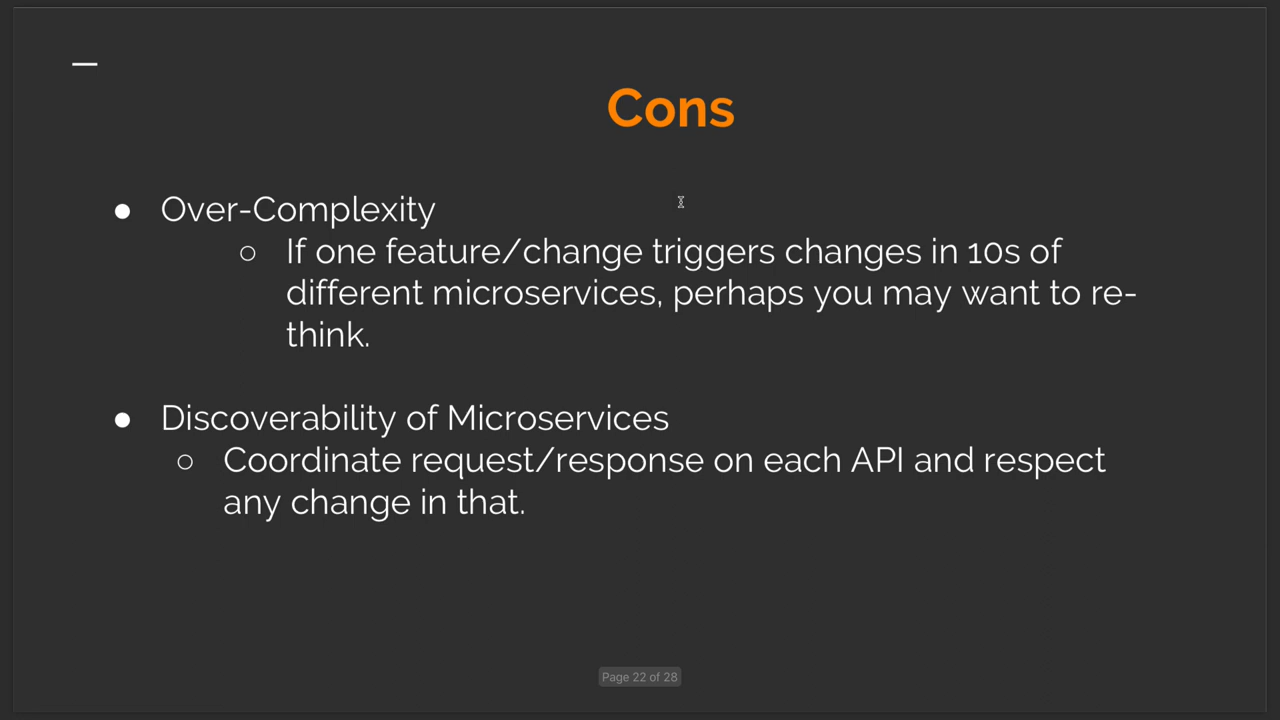 Cons
● Over-Complexity
○ If one feature/change triggers changes in 10s of
different microservices, perhaps you may want to re-
think.
● Discoverability of Microservices
○ Coordinate request/response on each API and respect
any change in that.
Page 22 of 28